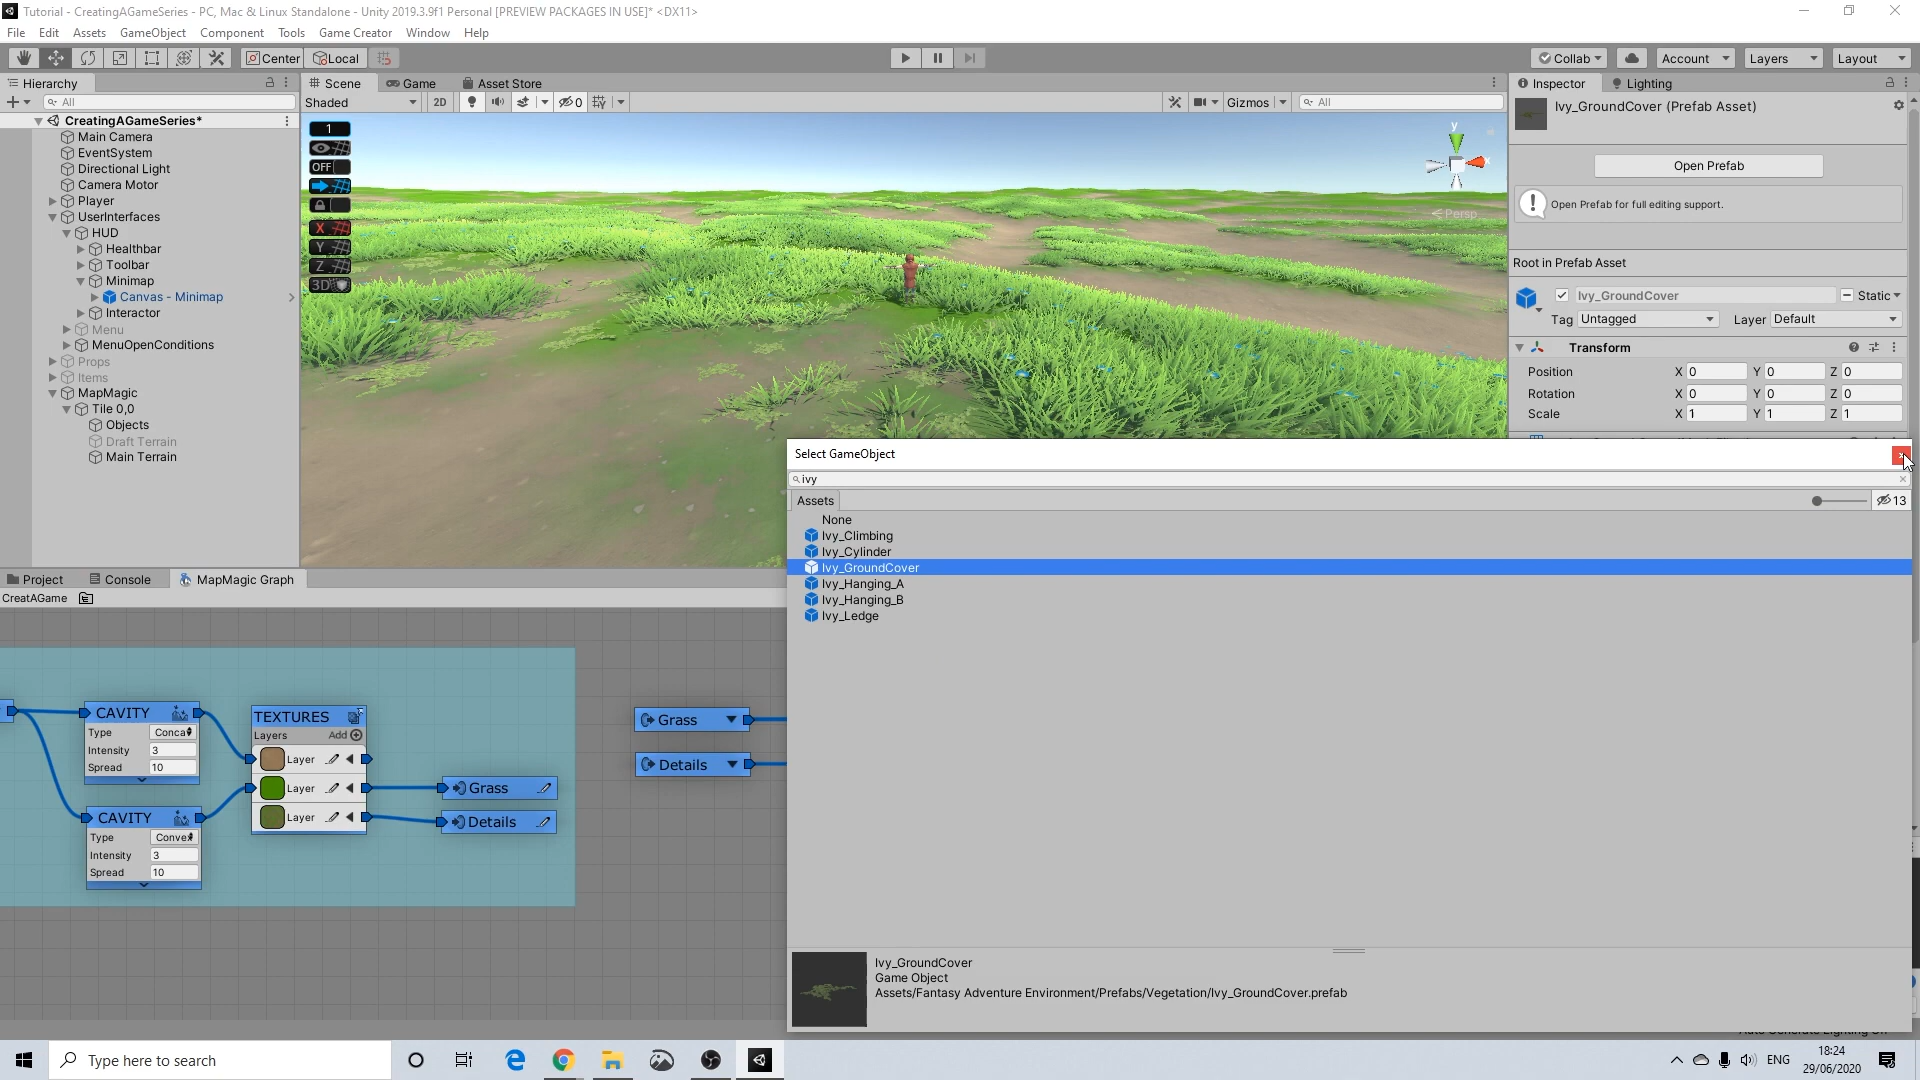 Tutorial - CreatingAGameSeries - PC, Mac & Linux Standalone - Unity 2019.3.9f1 Personal [PREVIEW PACKAGES IN USE]* <DX11>
File Edit Assets GameObject Component Tools Game Creator Window Help
Center Local Collab Account Layers Layout
Hierarchy
All
CreatingAGameSeries*
Main Camera
EventSystem
Directional Light
Camera Motor
Player
UserInterfaces
HUD
Healthbar
Toolbar
Minimap
Canvas - Minimap
Interactor
Menu
MenuOpenConditions
Props
Items
MapMagic
Tile 0,0
Objects
Draft Terrain
Main Terrain
Scene Game Asset Store
Shaded 2D 0 Gizmos All
1
OFF
X
Y
Z
3D
y
x
Persp
Inspector Lighting
Ivy_GroundCover (Prefab Asset)
Open Prefab
Open Prefab for full editing support.
Root in Prefab Asset
Ivy_GroundCover Static
Tag Untagged Layer Default
Transform
Position X 0 Y 0 Z 0
Rotation X 0 Y 0 Z 0
Scale X 1 Y 1 Z 1
Select GameObject
ivy
Assets 13
None
Ivy_Climbing
Ivy_Cylinder
Ivy_GroundCover
Ivy_Hanging_A
Ivy_Hanging_B
Ivy_Ledge
Ivy_GroundCover
Game Object
Assets/Fantasy Adventure Environment/Prefabs/Vegetation/Ivy_GroundCover.prefab
Project Console MapMagic Graph
CreatAGame
CAVITY
Type Conca
Intensity 3
Spread 10
CAVITY
Type Conve
Intensity 3
Spread 10
TEXTURES
Layers Add
Layer
Layer
Layer
Grass
Details
Grass
Details
Type here to search
ENG
18:24
29/06/2020